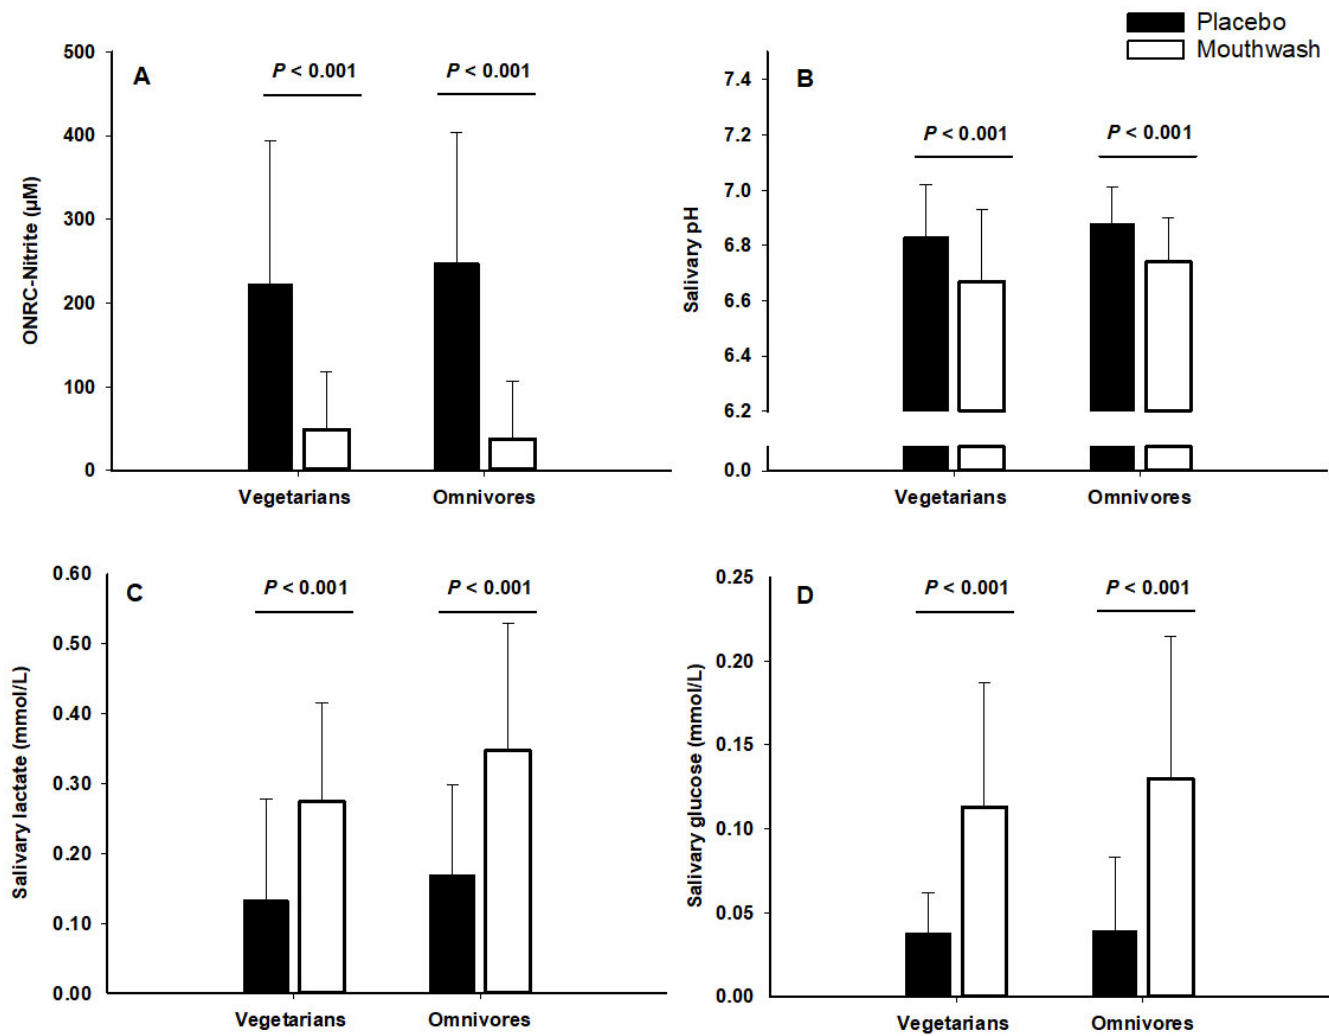 Placebo
Mouthwash
A
P < 0.001
P < 0.001
ONRC-Nitrite (µM)
500
400
300
200
100
0
Vegetarians
Omnivores
B
P < 0.001
P < 0.001
Salivary pH
7.4
7.2
7.0
6.8
6.6
6.4
6.2
0.0
Vegetarians
Omnivores
C
P < 0.001
P < 0.001
Salivary lactate (mmol/L)
0.60
0.50
0.40
0.30
0.20
0.10
0.00
Vegetarians
Omnivores
D
P < 0.001
P < 0.001
Salivary glucose (mmol/L)
0.25
0.20
0.15
0.10
0.05
0.00
Vegetarians
Omnivores